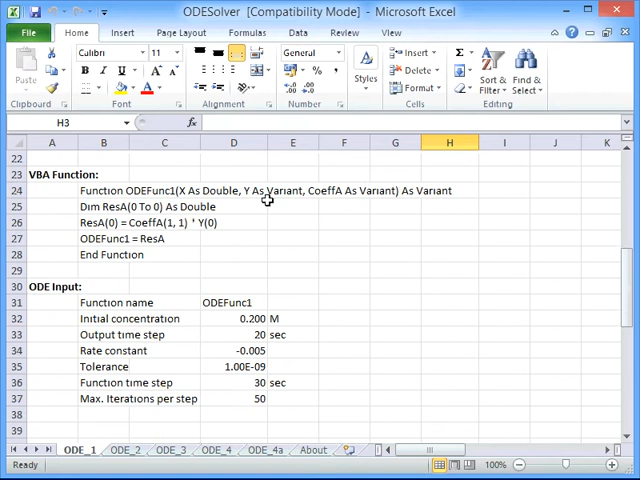 ODESolver [Compatibility Mode] - Microsoft Excel
File Home Insert Page Layout Formulas Data Review View
Calibri 11 General Insert
Paste Delete
B I U A Styles Format Sort & Filter Find & Select
Clipboard Font Alignment Number Cells Editing
H3 fx
A B C D E F G H I J K
22
23 VBA Function:
24 Function ODEFunc1(X As Double, Y As Variant, CoeffA As Variant) As Variant
25 Dim ResA(0 To 0) As Double
26 ResA(0) = CoeffA(1, 1) * Y(0)
27 ODEFunc1 = ResA
28 End Function
29
30 ODE Input:
31 Function name ODEFunc1
32 Initial concentration 0.200 M
33 Output time step 20 sec
34 Rate constant -0.005
35 Tolerance 1.00E-09
36 Function time step 30 sec
37 Max. Iterations per step 50
38
39
ODE_1 ODE_2 ODE_3 ODE_4 ODE_4a About
Ready 100%